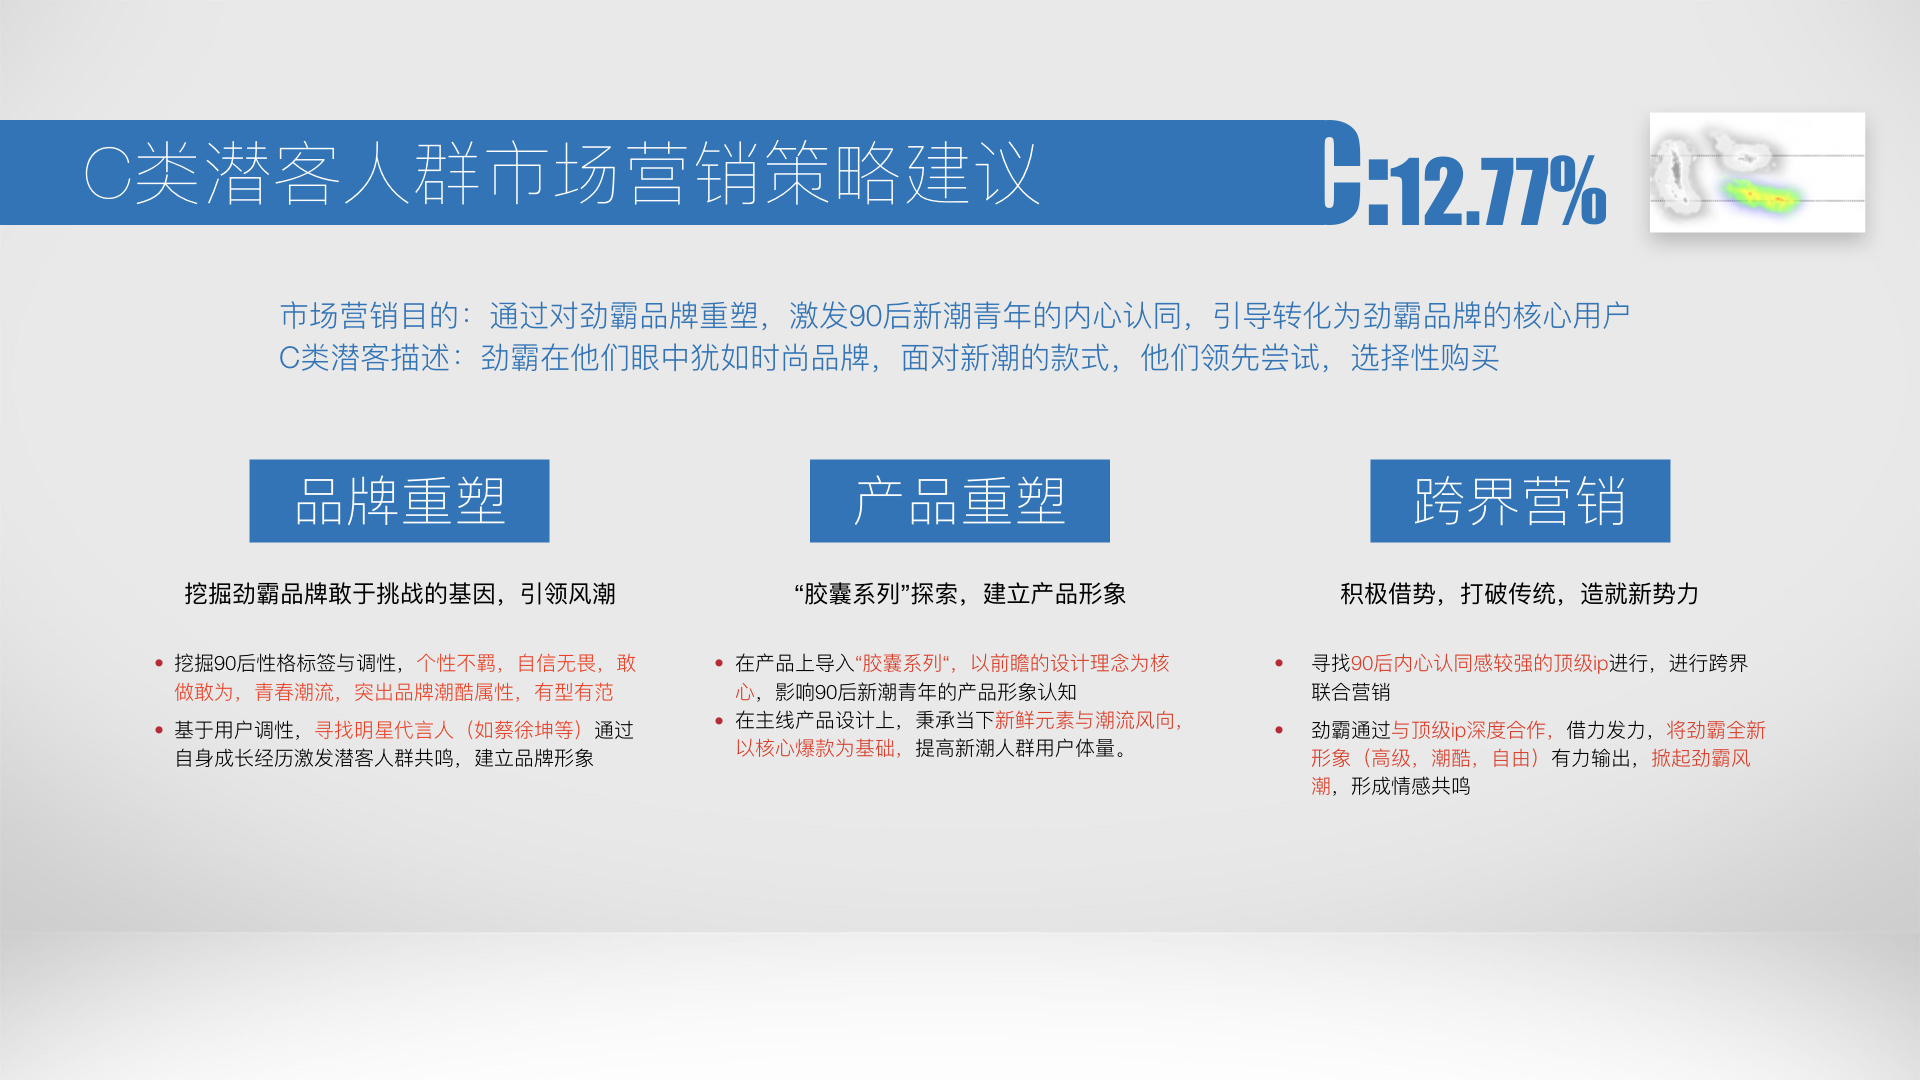 C类潜客人群市场营销策略建议
C:12.77%
市场营销目的：通过对劲霸品牌重塑，激发90后新潮青年的内心认同，引导转化为劲霸品牌的核心用户
C类潜客描述：劲霸在他们眼中犹如时尚品牌，面对新潮的款式，他们领先尝试，选择性购买
品牌重塑
挖掘劲霸品牌敢于挑战的基因，引领风潮
• 挖掘90后性格标签与调性，个性不羁，自信无畏，敢
做敢为，青春潮流，突出品牌潮酷属性，有型有范
• 基于用户调性，寻找明星代言人（如蔡徐坤等）通过
自身成长经历激发潜客人群共鸣，建立品牌形象
产品重塑
“胶囊系列”探索，建立产品形象
• 在产品上导入“胶囊系列“，以前瞻的设计理念为核
心，影响90后新潮青年的产品形象认知
• 在主线产品设计上，秉承当下新鲜元素与潮流风向，
以核心爆款为基础，提高新潮人群用户体量。
跨界营销
积极借势，打破传统，造就新势力
• 寻找90后内心认同感较强的顶级ip进行，进行跨界
联合营销
• 劲霸通过与顶级ip深度合作，借力发力，将劲霸全新
形象（高级，潮酷，自由）有力输出，掀起劲霸风
潮，形成情感共鸣